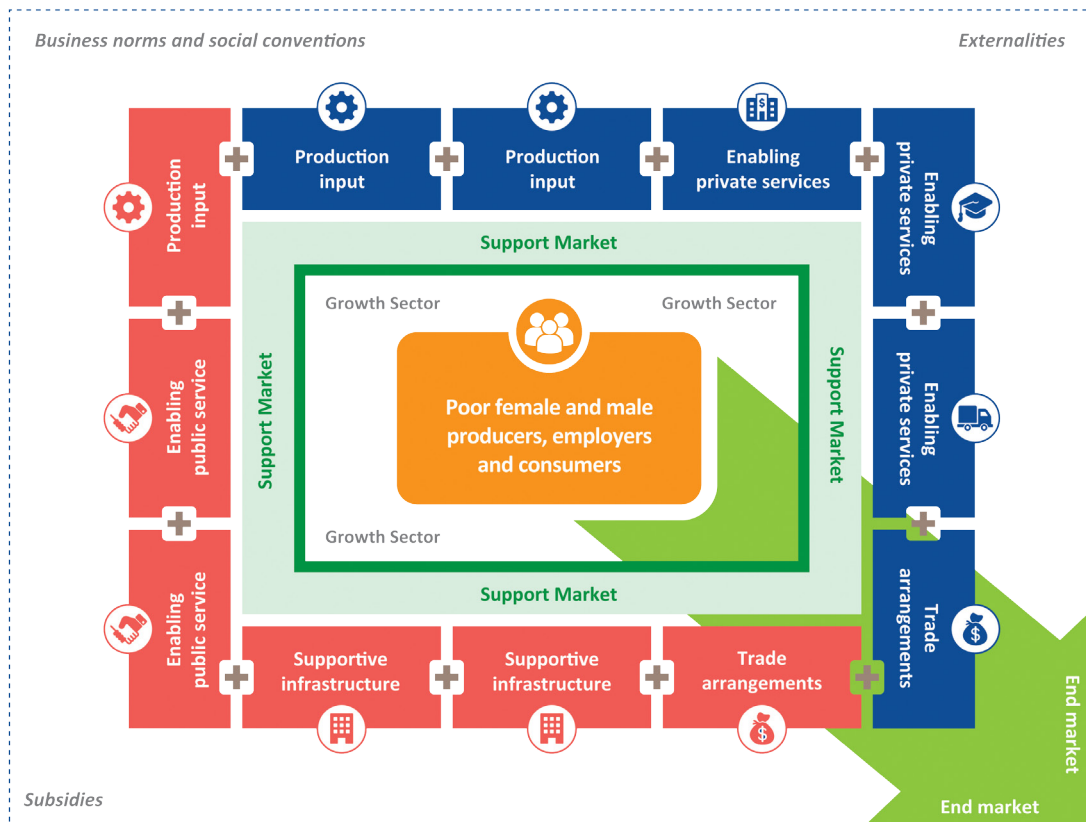 Business norms and social conventions
Externalities
Production
input
Production
input
Production
input
Enabling
private services
Enabling
private services
Support Market
Growth Sector
Growth Sector
Support Market
Support Market
Enabling
public service
Poor female and male
producers, employers
and consumers
Enabling
private services
Growth Sector
Support Market
Enabling
public service
Supportive
infrastructure
Supportive
infrastructure
Trade
arrangements
Trade
arrangements
End market
End market
Subsidies
$
$
$